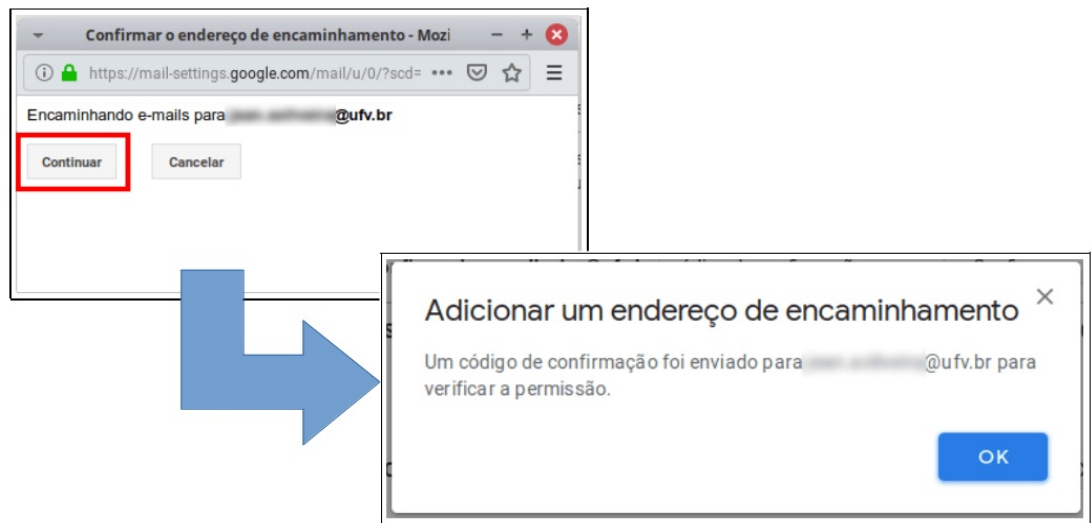 Confirmar o endereço de encaminhamento - Mozi
https://mail-settings.google.com/mail/u/0/?scd=
Encaminhando e-mails para @ufv.br
Continuar Cancelar
Adicionar um endereço de encaminhamento
Um código de confirmação foi enviado para @ufv.br para
verificar a permissão.
OK